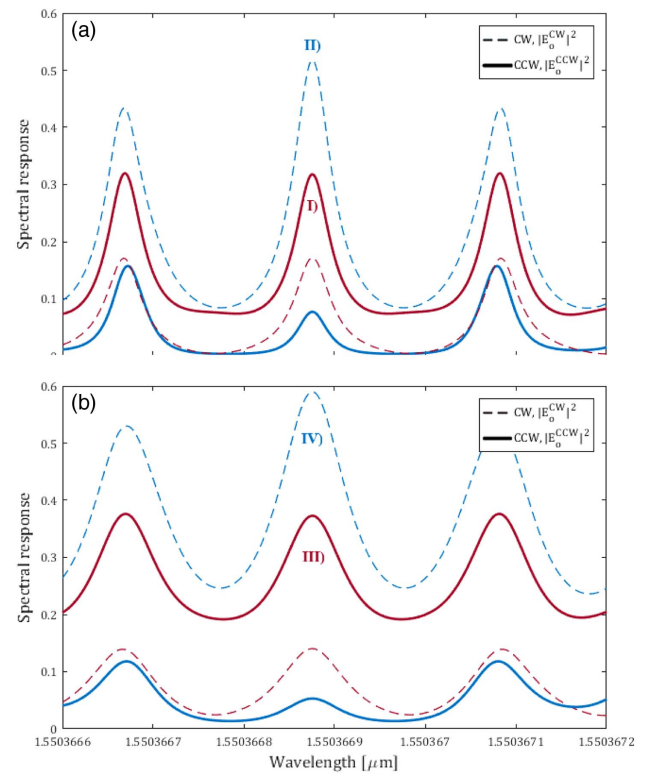 (a)
0.6
0.5
0.4
0.3
0.2
0.1
0
Spectral response
II)
I)
CW, |E_o^CW|^2
CCW, |E_o^CCW|^2
(b)
0.6
0.5
0.4
0.3
0.2
0.1
0
Spectral response
IV)
III)
CW, |E_o^CW|^2
CCW, |E_o^CCW|^2
1.5503666 1.5503667 1.5503668 1.5503669 1.550367 1.5503671 1.5503672
Wavelength [μm]